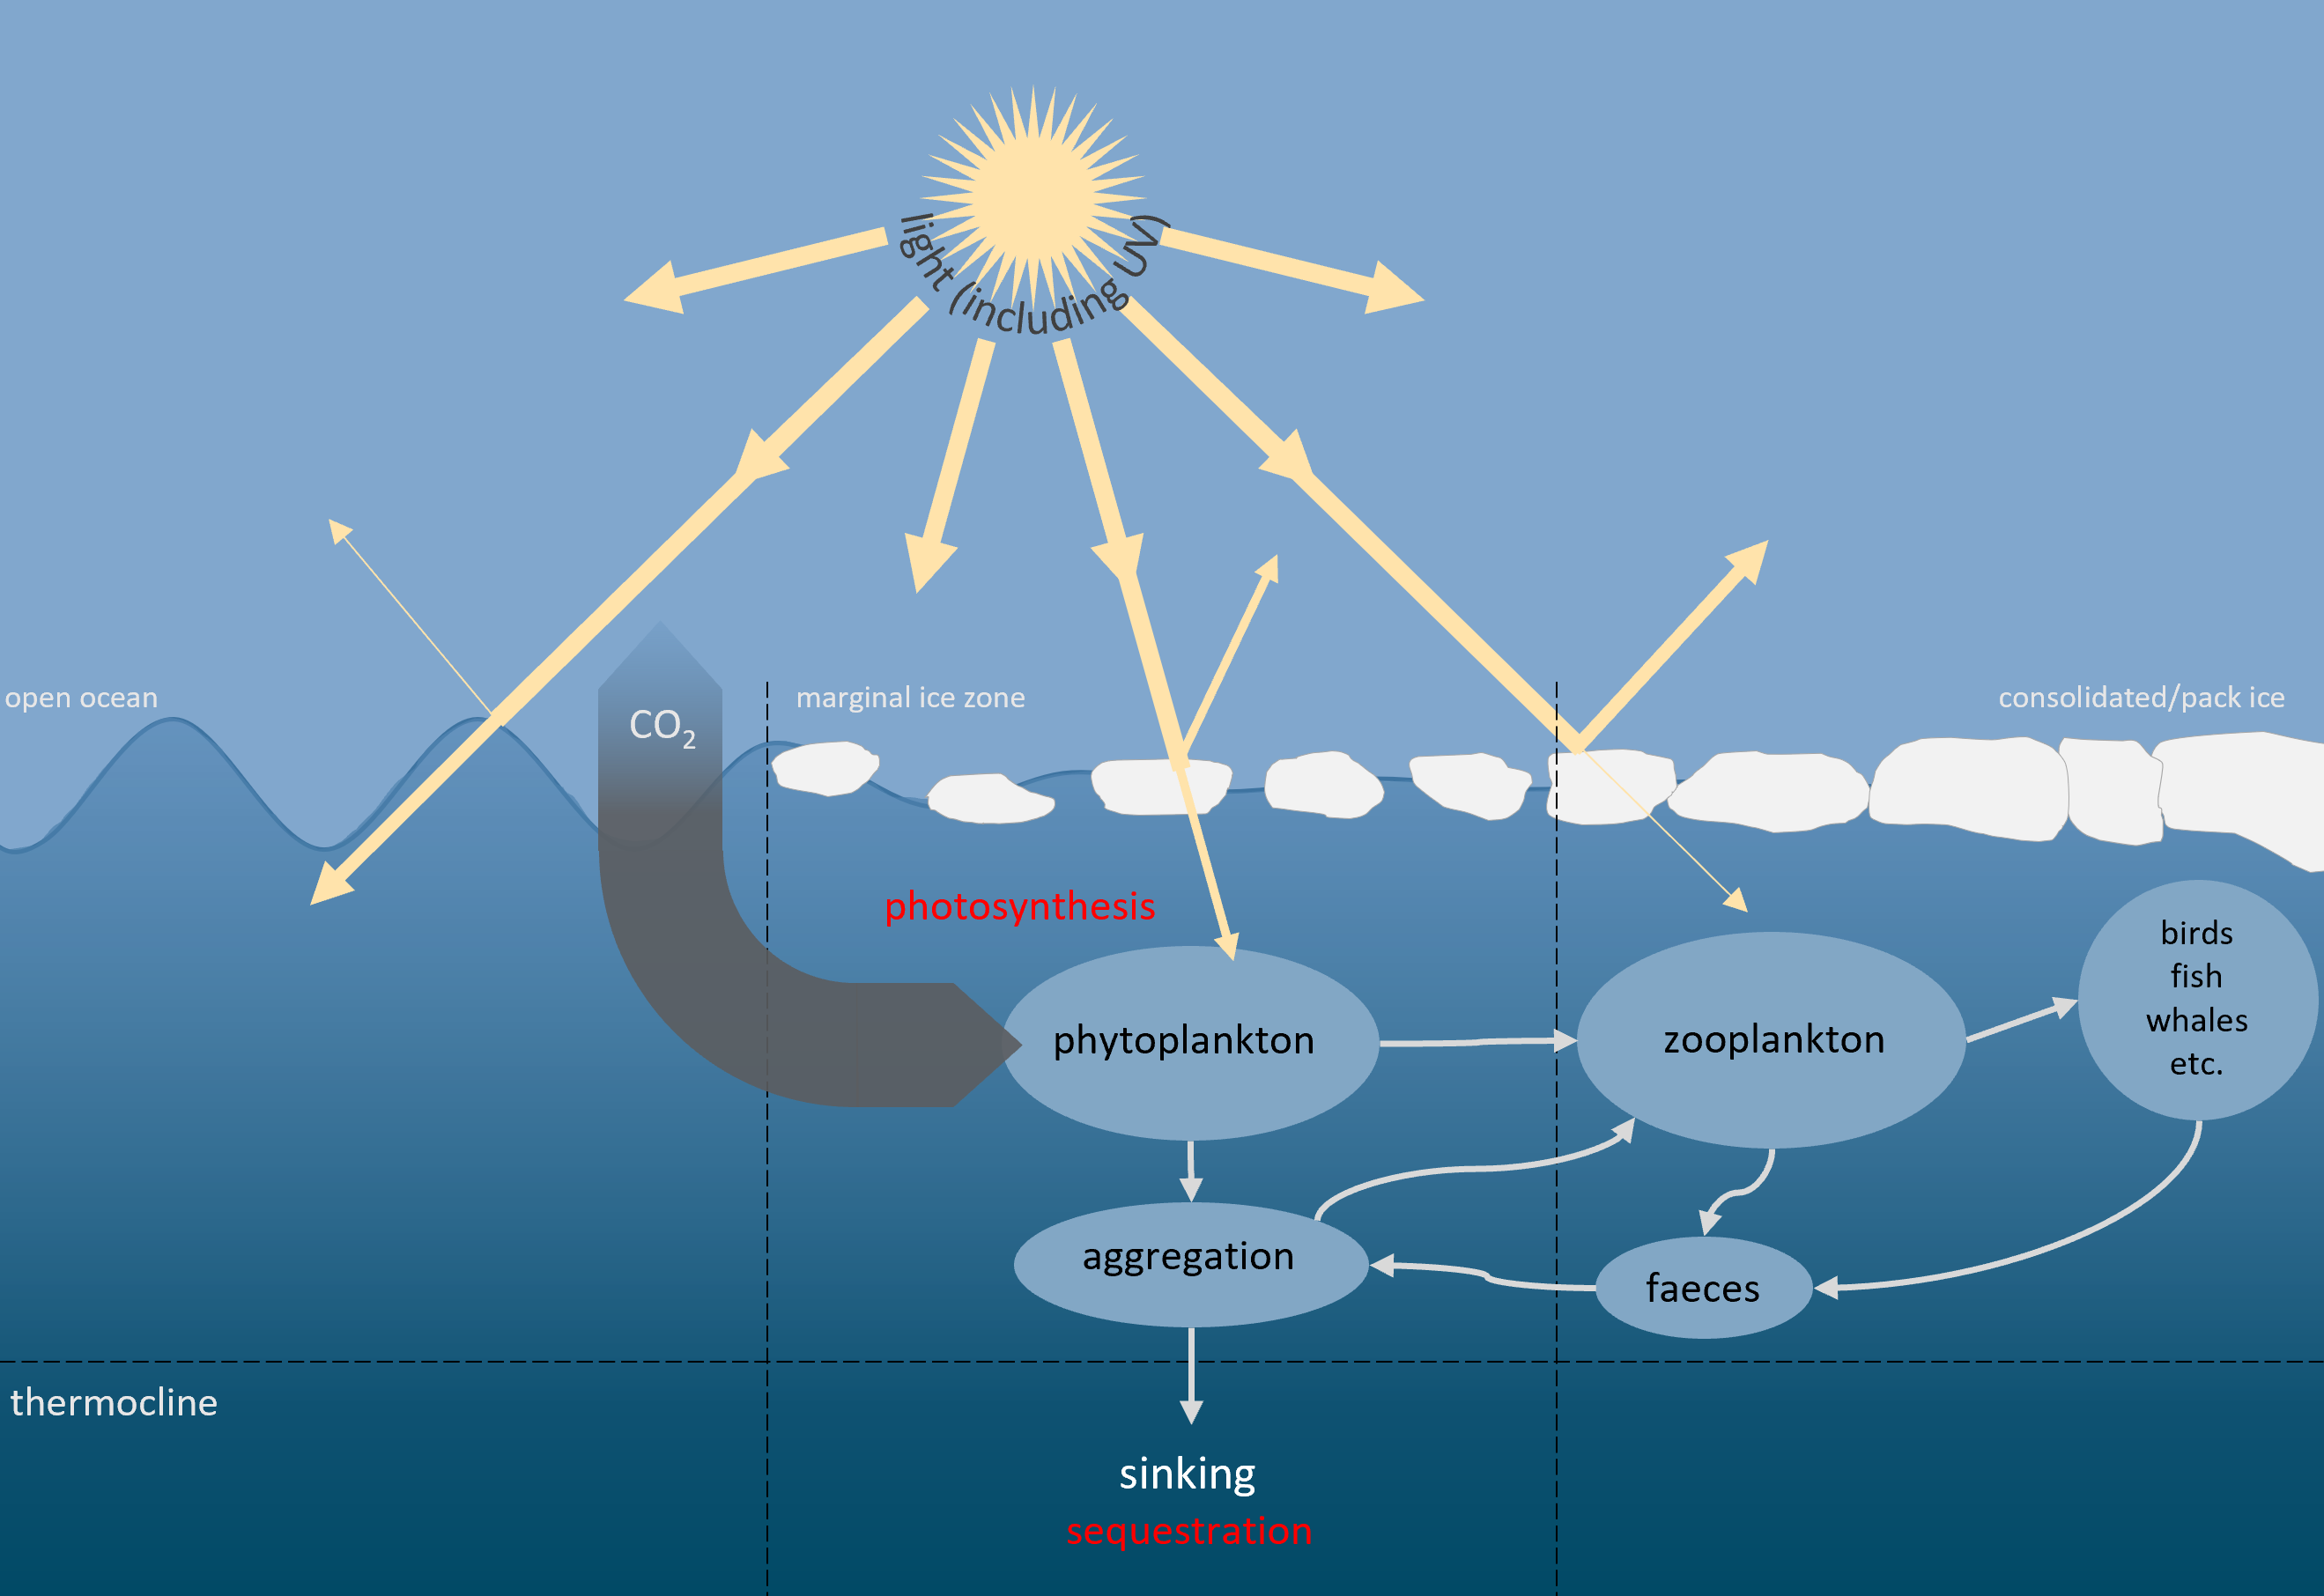 light (including UV)
open ocean
CO2
marginal ice zone
consolidated/pack ice
photosynthesis
birds
fish
whales
etc.
phytoplankton
zooplankton
aggregation
faeces
thermocline
sinking
sequestration